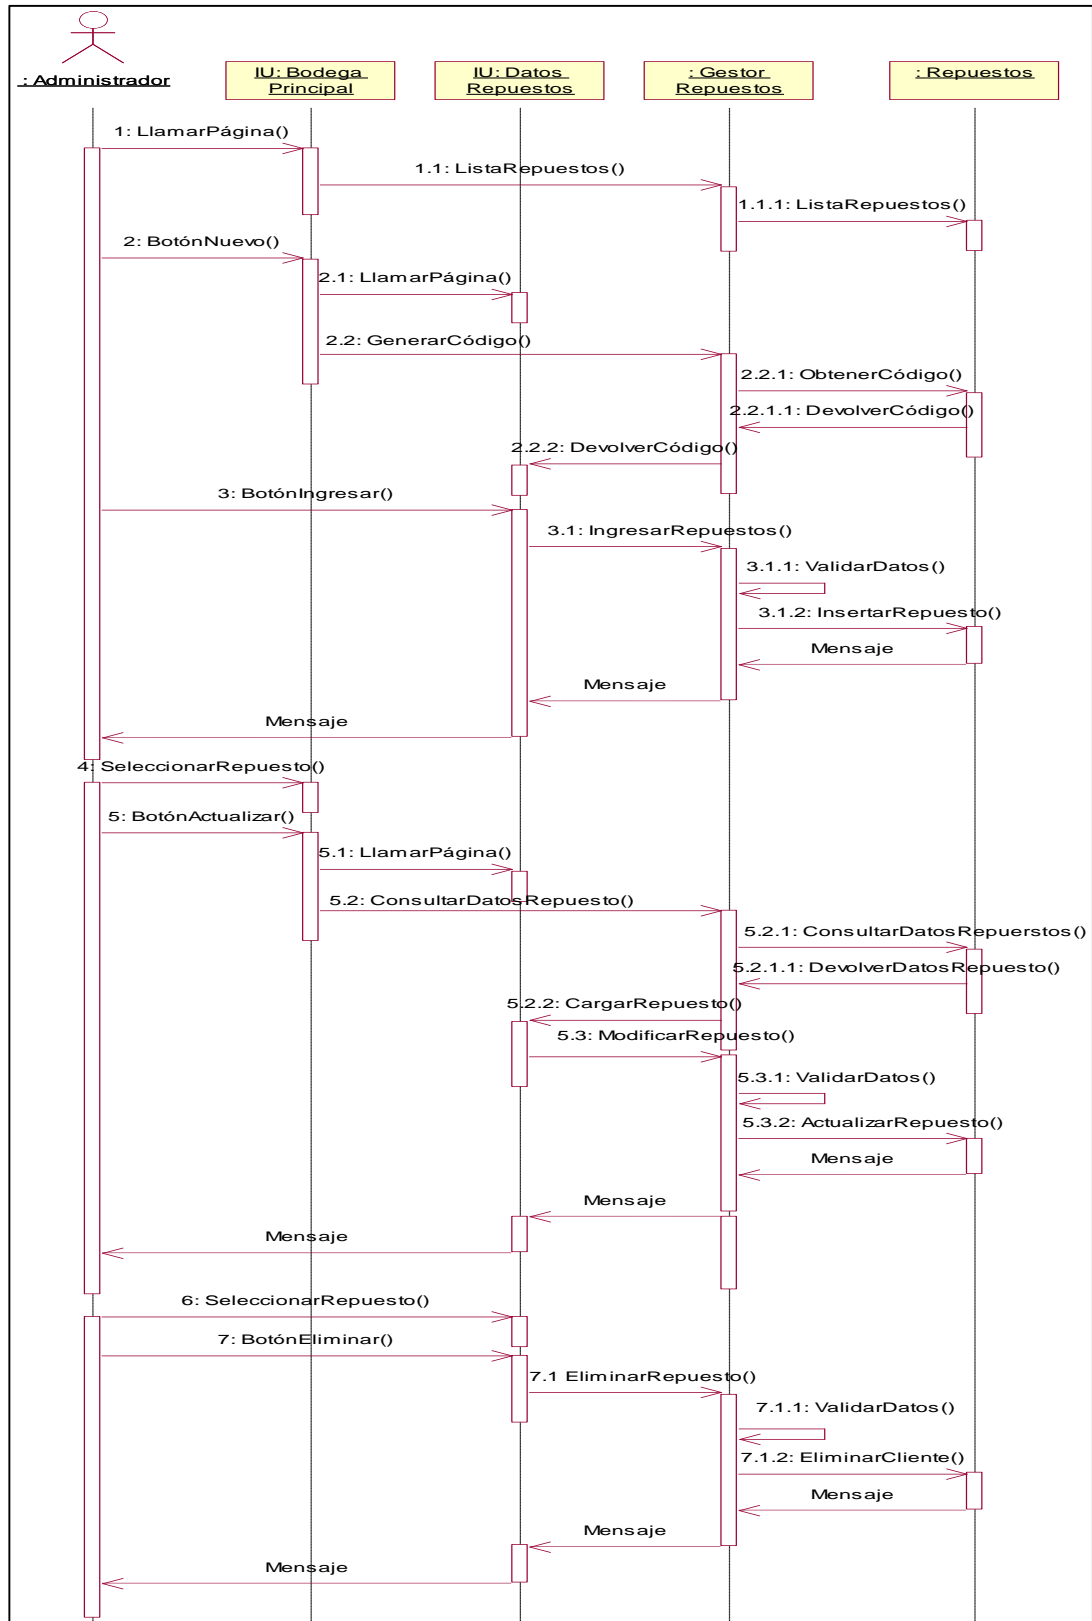 : Administrador
IU: Bodega
Principal
IU: Datos
Repuestos
: Gestor
Repuestos
: Repuestos
1: LlamarPágina()
1.1: ListaRepuestos()
1.1.1: ListaRepuestos()
2: BotónNuevo()
2.1: LlamarPágina()
2.2: GenerarCódigo()
2.2.1: ObtenerCódigo()
2.2.1.1: DevolverCódigo()
2.2.2: DevolverCódigo()
3: BotónIngresar()
3.1: IngresarRepuestos()
3.1.1: ValidarDatos()
3.1.2: InsertarRepuesto()
Mensaje
Mensaje
Mensaje
4: SeleccionarRepuesto()
5: BotónActualizar()
5.1: LlamarPágina()
5.2: ConsultarDatosRepuesto()
5.2.1: ConsultarDatosRepuerstos()
5.2.1.1: DevolverDatosRepuesto()
5.2.2: CargarRepuesto()
5.3: ModificarRepuesto()
5.3.1: ValidarDatos()
5.3.2: ActualizarRepuesto()
Mensaje
Mensaje
Mensaje
6: SeleccionarRepuesto()
7: BotónEliminar()
7.1 EliminarRepuesto()
7.1.1: ValidarDatos()
7.1.2: EliminarCliente()
Mensaje
Mensaje
Mensaje